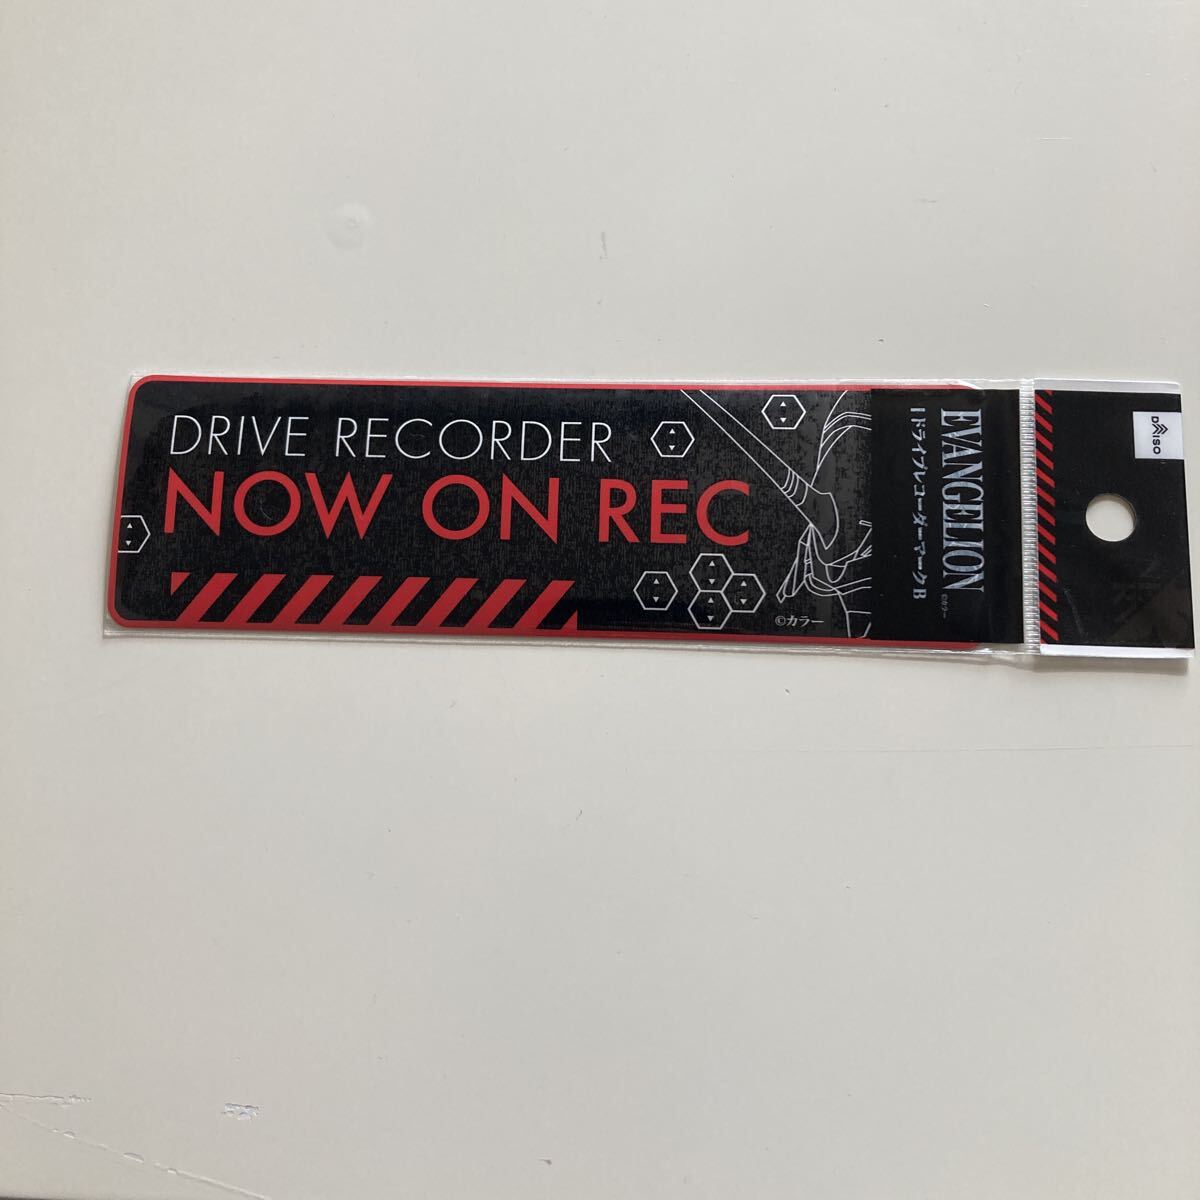 DRIVE RECORDER
NOW ON REC
©カラー
EVANGELION
©カラー
|ドライブレコーダーマークB
DAISO